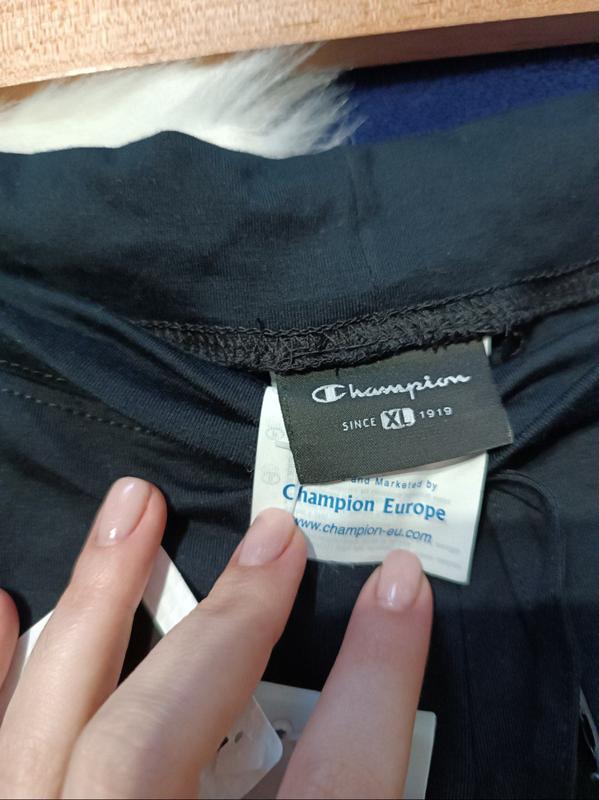 Champion
SINCE XL 1919
and Marketed by
Champion Europe
www.champion-eu.com